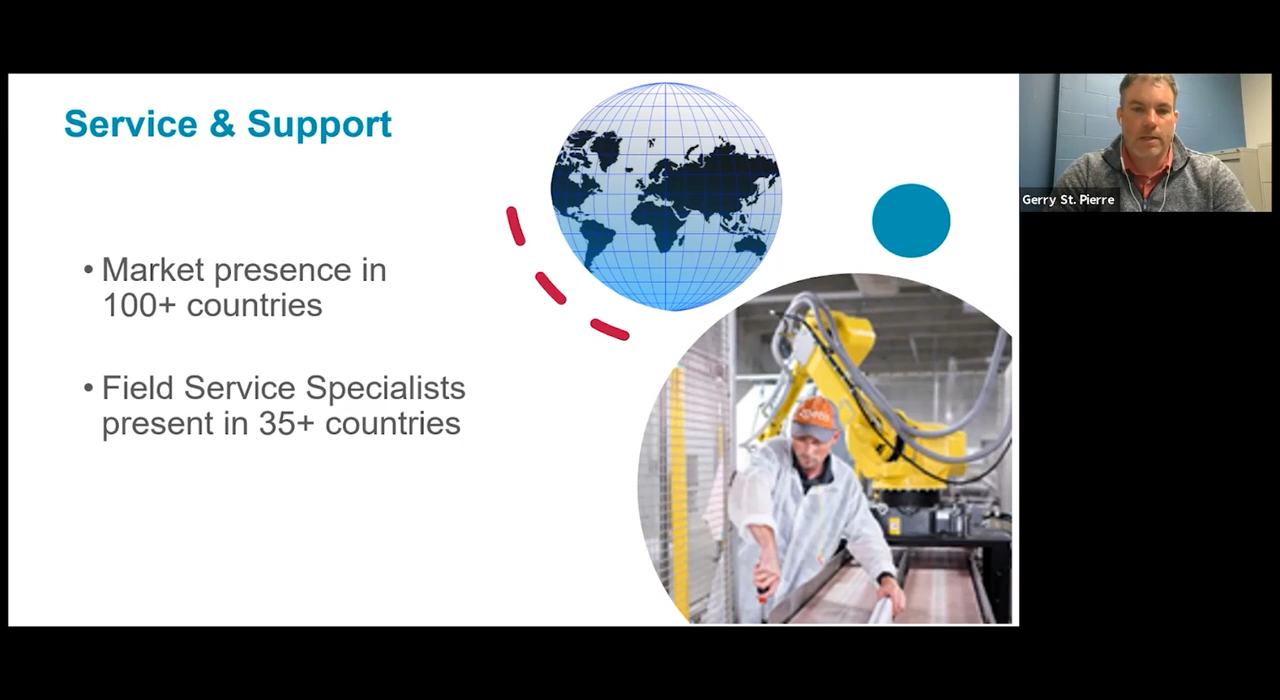 Service & Support
• Market presence in
100+ countries
• Field Service Specialists
present in 35+ countries
Gerry St. Pierre